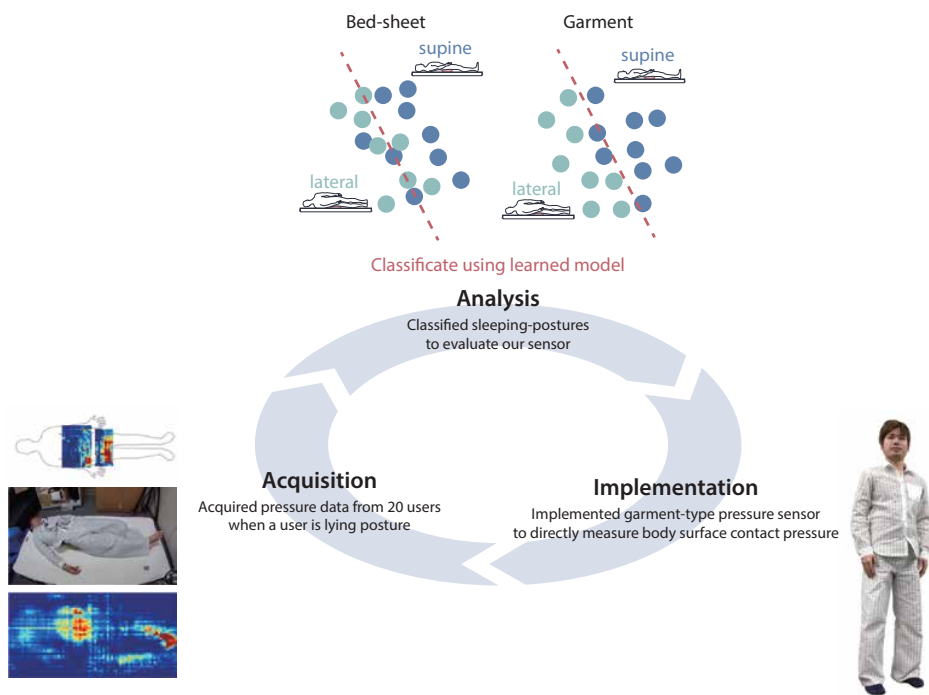 Bed-sheet
Garment
supine
supine
lateral
lateral
Classificate using learned model
Analysis
Classified sleeping-postures
to evaluate our sensor
Acquisition
Acquired pressure data from 20 users
when a user is lying posture
Implementation
Implemented garment-type pressure sensor
to directly measure body surface contact pressure